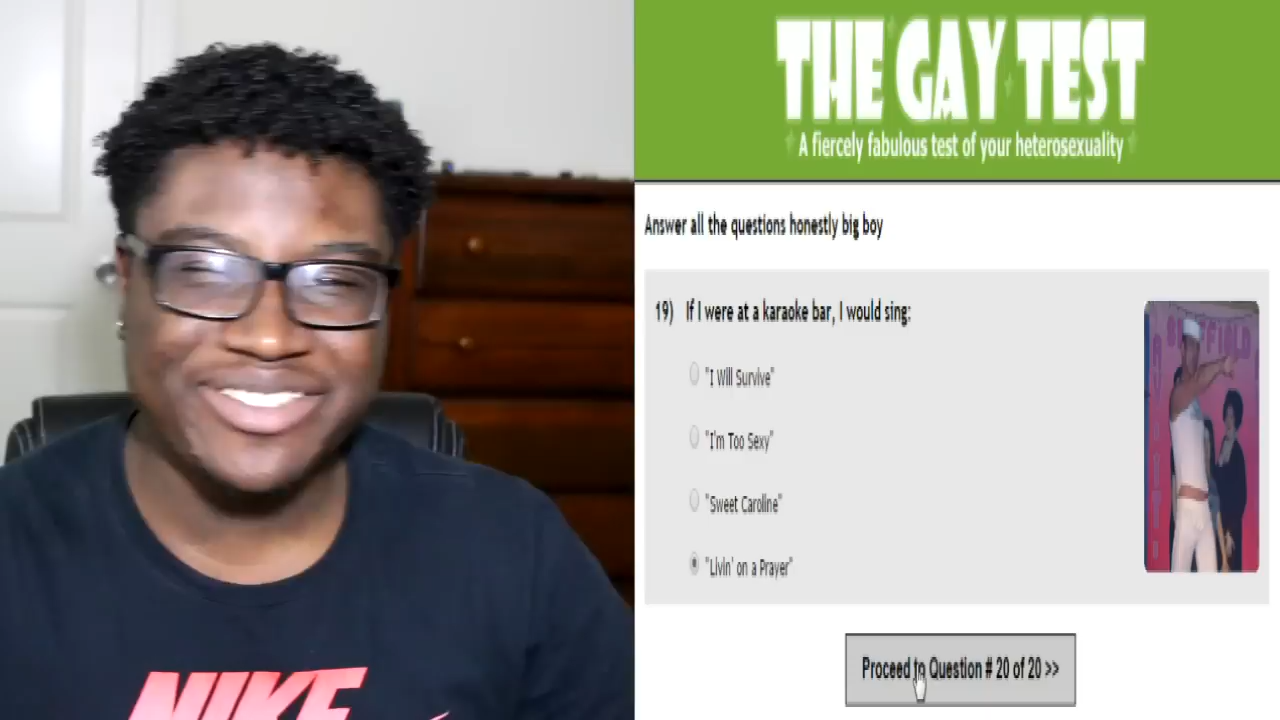 THE GAY TEST
A fiercely fabulous test of your heterosexuality
Answer all the questions honestly big boy
19) If I were at a karaoke bar, I would sing:
"I Will Survive"
"I'm Too Sexy"
"Sweet Caroline"
"Livin' on a Prayer"
Proceed to Question # 20 of 20 >>
NIKE